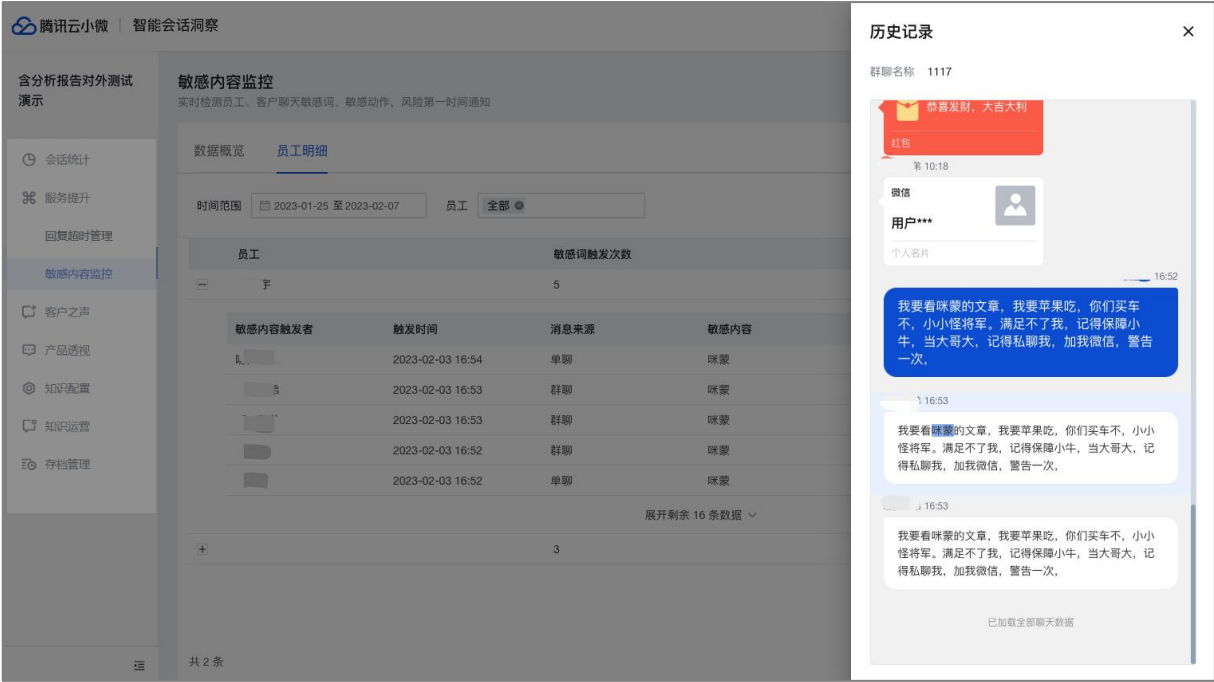 腾讯云小微 智能会话洞察
含分析报告对外测试
演示
会话统计
服务提升
回复超时管理
敏感内容监控
客户之声
产品透视
知识配置
知识运营
存档管理
敏感内容监控
实时检测员工、客户聊天敏感词、敏感动作，风险第一时间通知
数据概览 员工明细
时间范围 2023-01-25 至 2023-02-07 员工 全部
员工 敏感词触发次数
宇 5
敏感内容触发者 触发时间 消息来源 敏感内容
2023-02-03 16:54 单聊 咪蒙
2023-02-03 16:53 群聊 咪蒙
2023-02-03 16:53 群聊 咪蒙
2023-02-03 16:52 群聊 咪蒙
2023-02-03 16:52 单聊 咪蒙
展开剩余 16 条数据
3
共 2 条
历史记录
群聊名称 1117
恭喜发财，大吉大利
红包
10:18
微信
用户***
个人名片
16:52
我要看咪蒙的文章，我要苹果吃，你们买车
不，小小怪将军。满足不了我，记得保障小
牛，当大哥大，记得私聊我，加我微信，警告
一次，
16:53
我要看咪蒙的文章，我要苹果吃，你们买车不，小小
怪将军。满足不了我，记得保障小牛，当大哥大，记
得私聊我，加我微信，警告一次，
16:53
我要看咪蒙的文章，我要苹果吃，你们买车不，小小
怪将军。满足不了我，记得保障小牛，当大哥大，记
得私聊我，加我微信，警告一次，
已加载全部聊天数据